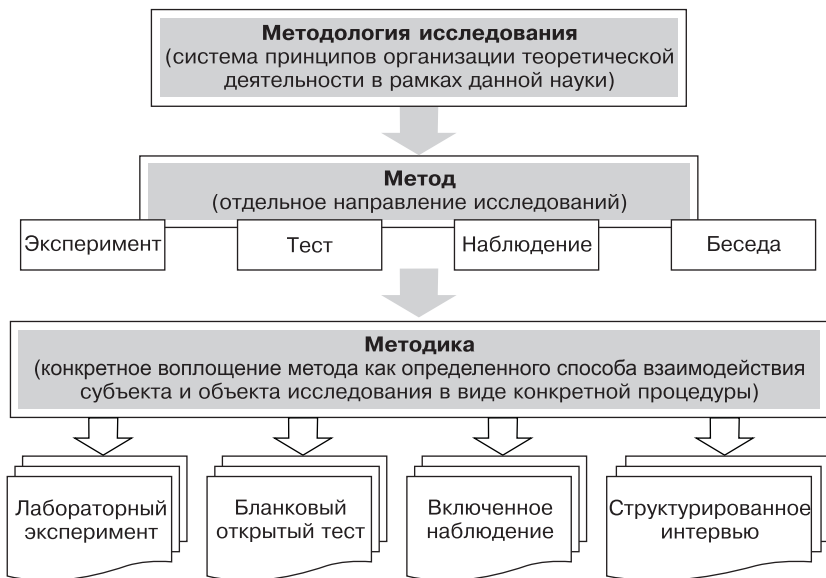 Методология исследования
(система принципов организации теоретической
деятельности в рамках данной науки)
Метод
(отдельное направление исследований)
Эксперимент
Тест
Наблюдение
Беседа
Методика
(конкретное воплощение метода как определенного способа взаимодействия
субъекта и объекта исследования в виде конкретной процедуры)
Лабораторный
эксперимент
Бланковый
открытый тест
Включенное
наблюдение
Структурированное
интервью